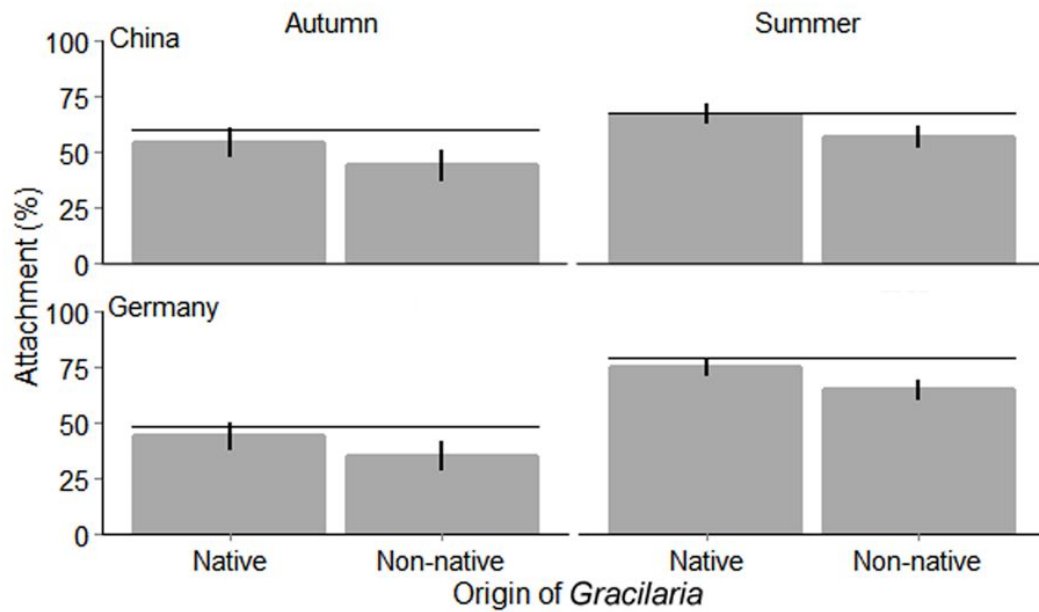 Autumn
Summer
China
100
75
50
25
0
Attachment (%)
Germany
100
75
50
25
0
Native
Non-native
Native
Non-native
Origin of Gracilaria